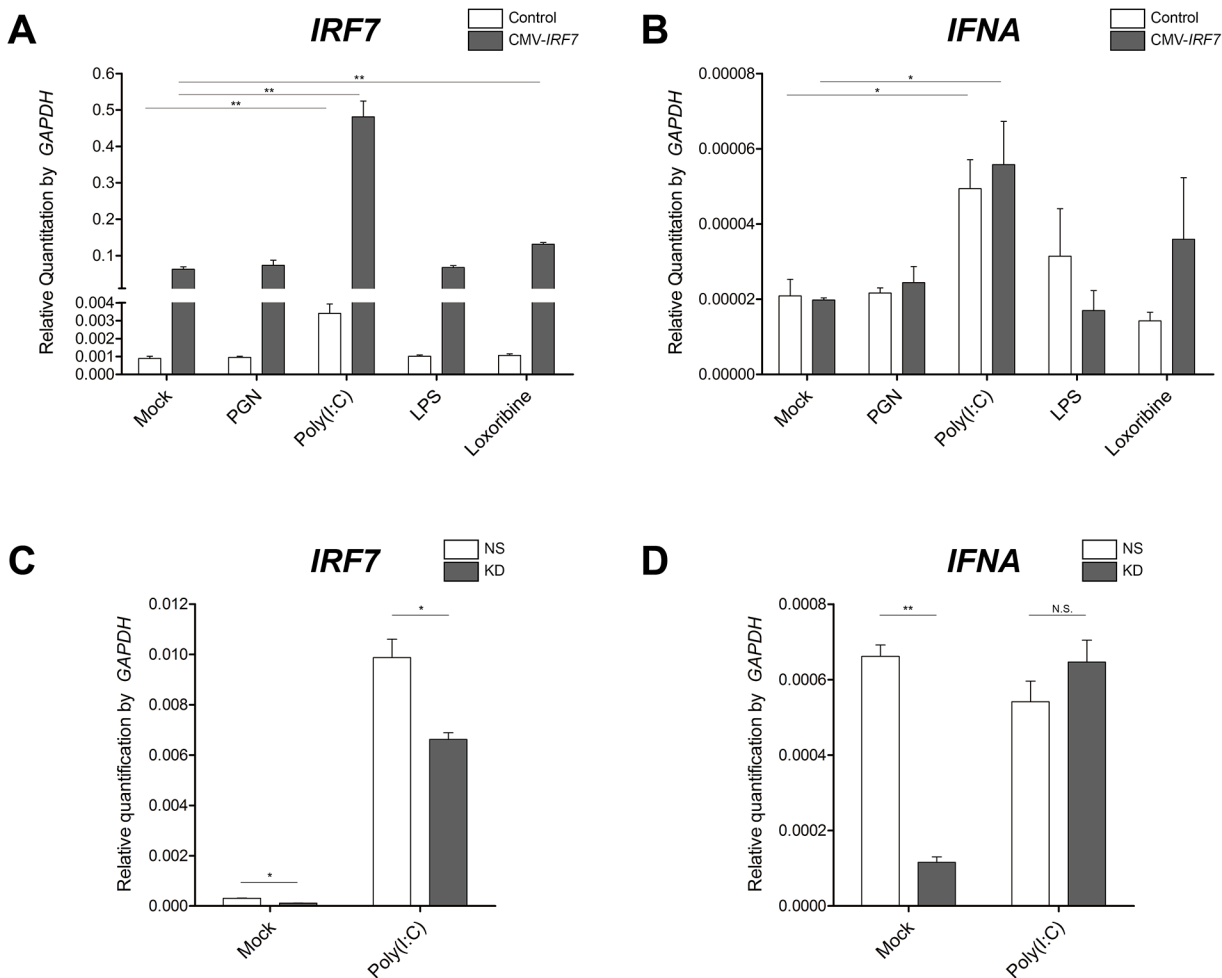 A
IRF7
Control
CMV-IRF7
Relative Quantitation by GAPDH
0.6
0.5
0.4
0.3
0.2
0.1
0.004
0.003
0.002
0.001
0.000
**
**
**
Mock
PGN
Poly(I:C)
LPS
Loxoribine
B
IFNA
Control
CMV-IRF7
Relative Quantitation by GAPDH
0.00008
0.00006
0.00004
0.00002
0.00000
*
*
Mock
PGN
Poly(I:C)
LPS
Loxoribine
C
IRF7
NS
KD
Relative quantification by GAPDH
0.012
0.010
0.008
0.006
0.004
0.002
0.000
*
*
Mock
Poly(I:C)
D
IFNA
NS
KD
Relative quantification by GAPDH
0.0008
0.0006
0.0004
0.0002
0.0000
**
N.S.
Mock
Poly(I:C)